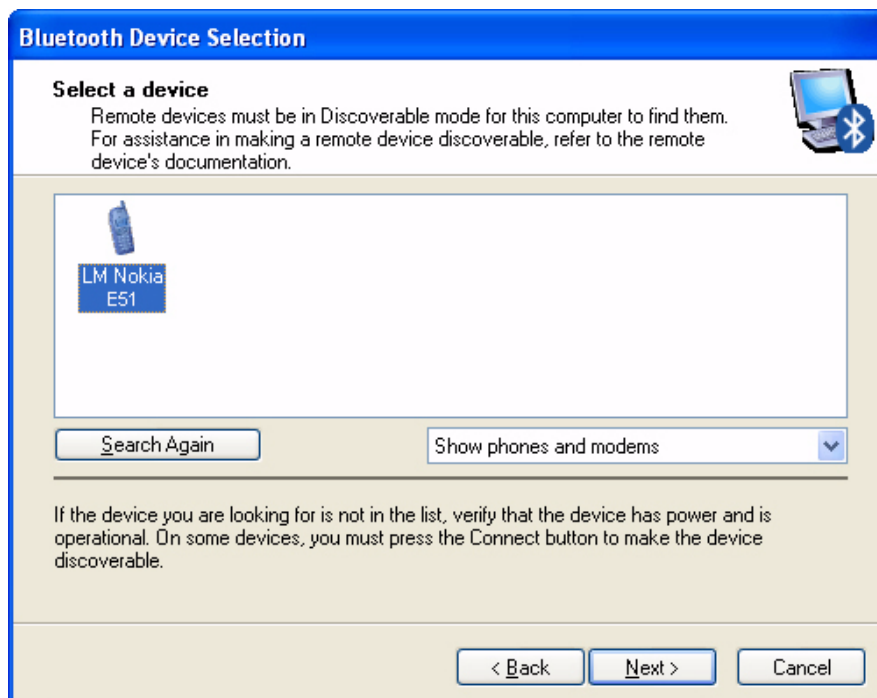 Bluetooth Device Selection
Select a device
Remote devices must be in Discoverable mode for this computer to find them.
For assistance in making a remote device discoverable, refer to the remote
device's documentation.
LM Nokia
E51
Search Again
Show phones and modems
If the device you are looking for is not in the list, verify that the device has power and is
operational. On some devices, you must press the Connect button to make the device
discoverable.
< Back
Next >
Cancel